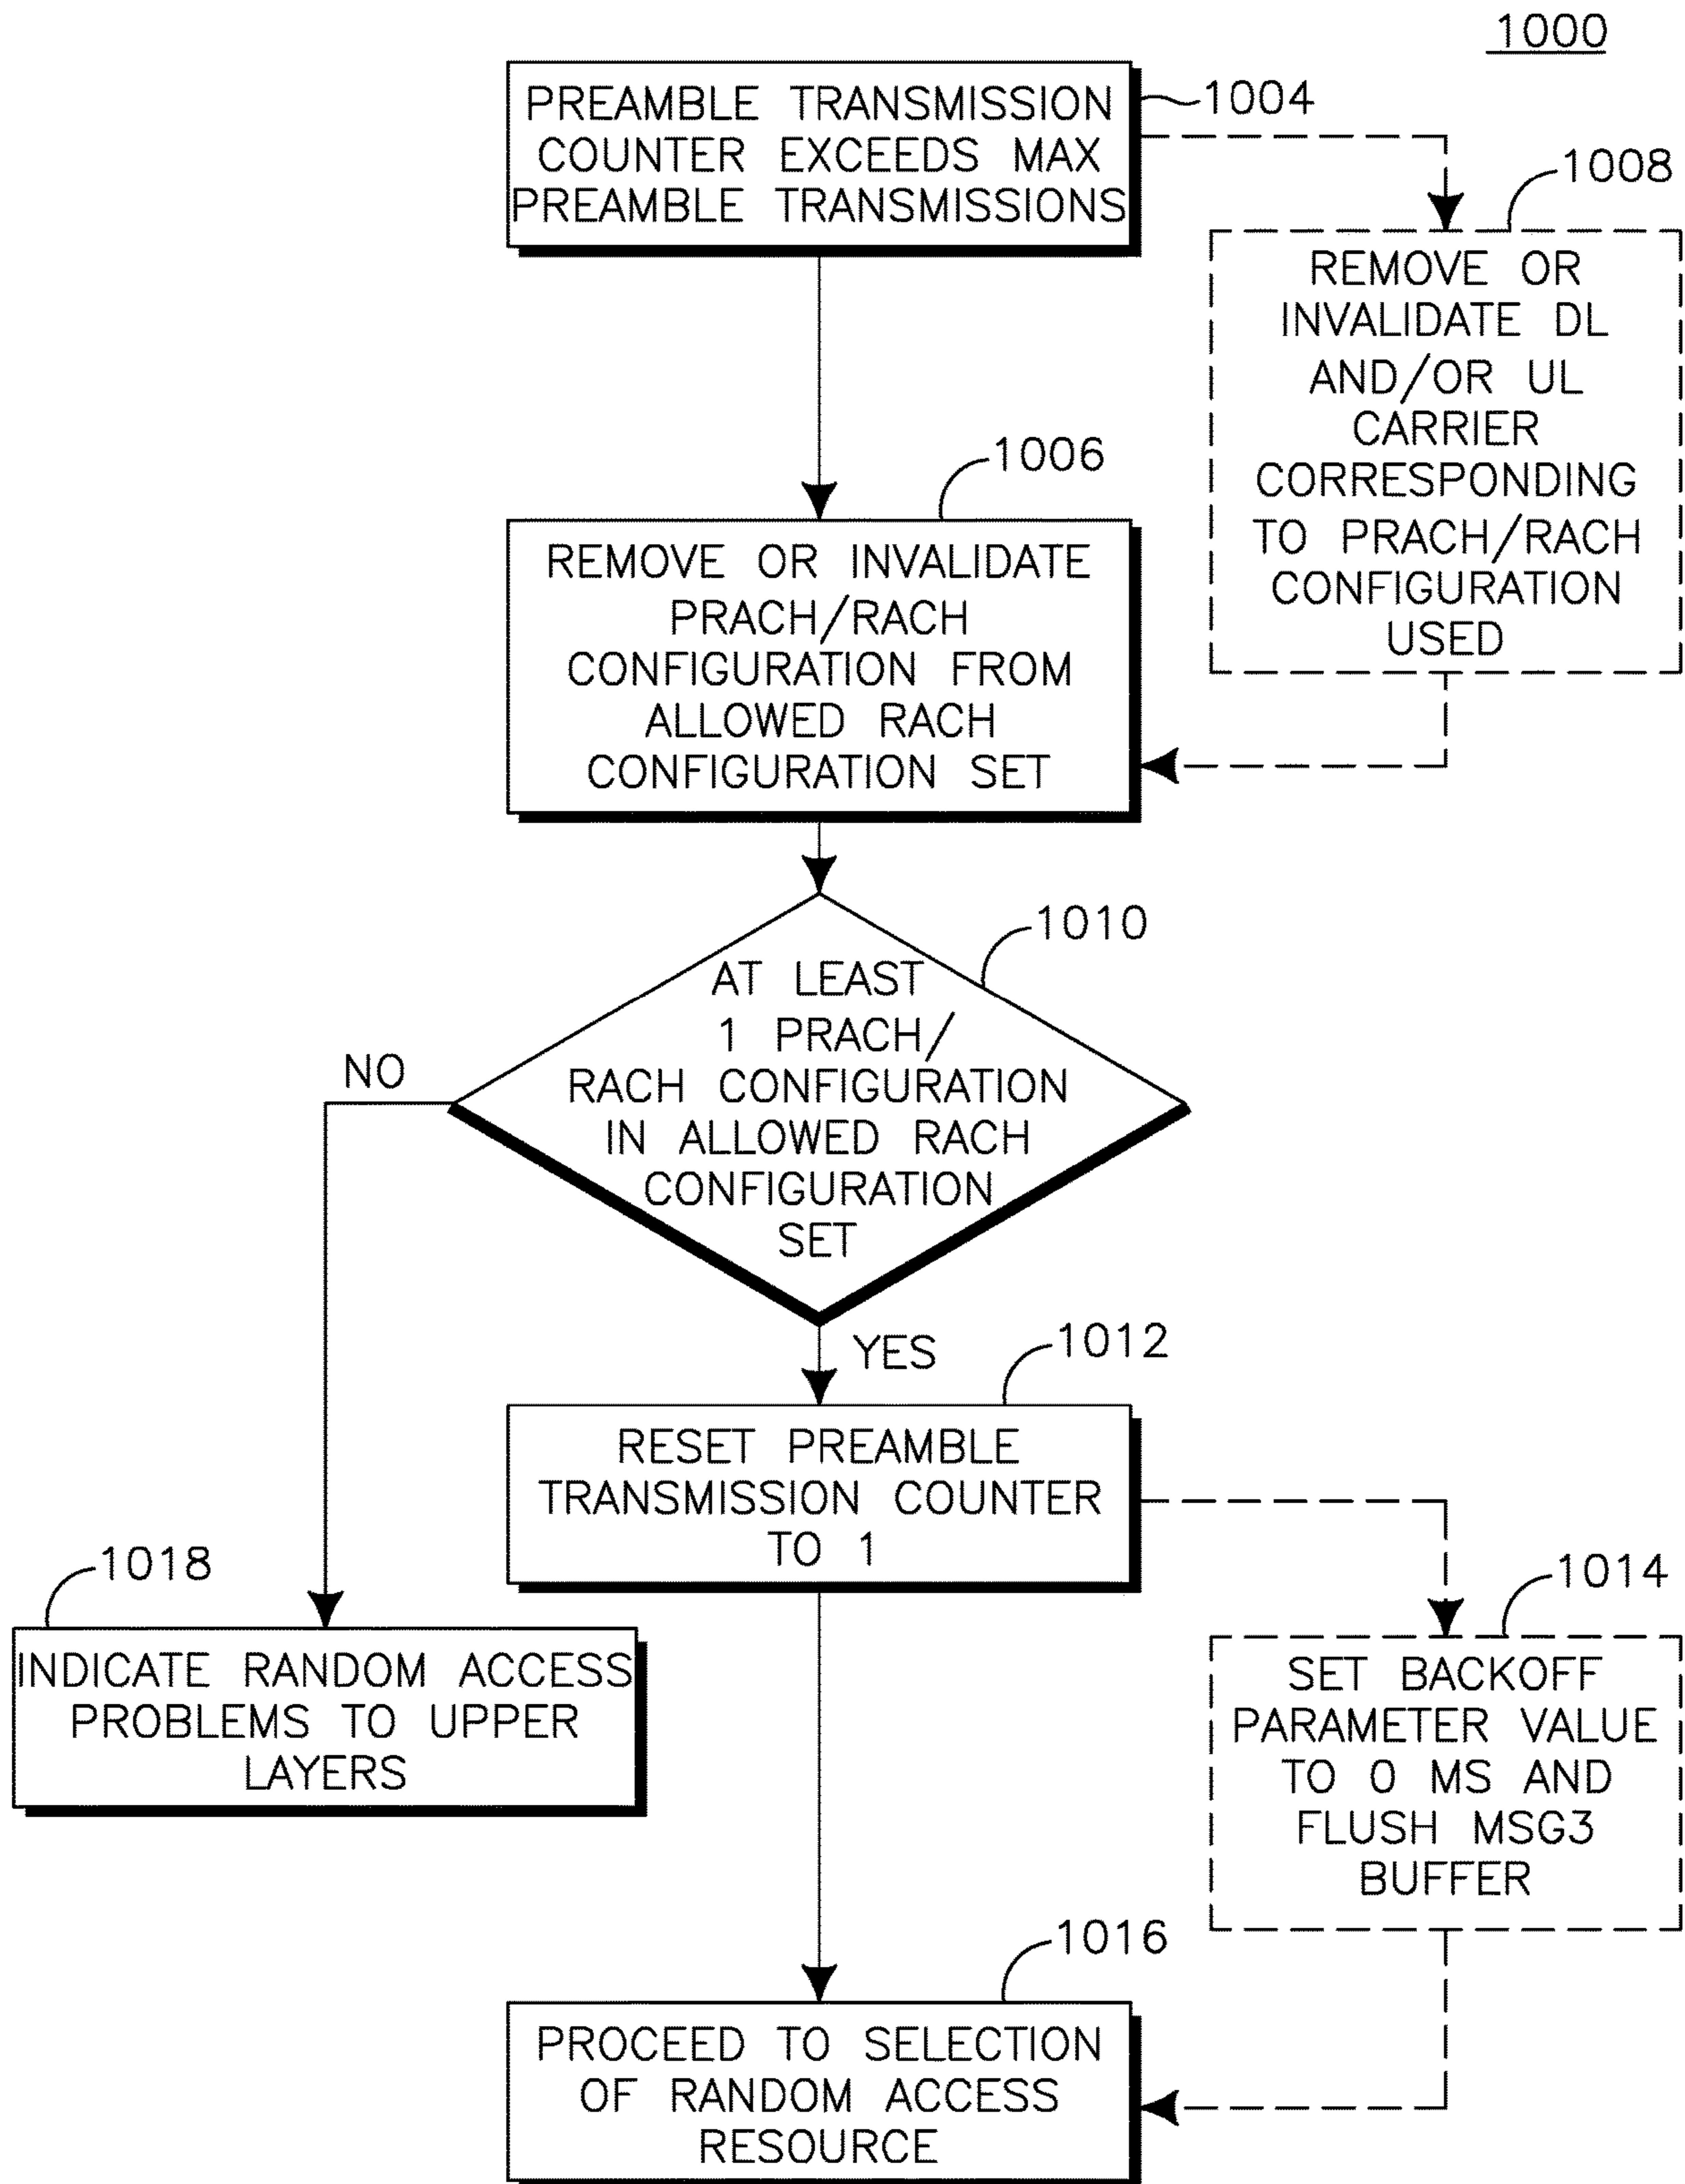 1000
PREAMBLE TRANSMISSION
COUNTER EXCEEDS MAX
PREAMBLE TRANSMISSIONS
1004
1008
REMOVE OR
INVALIDATE DL
AND/OR UL
CARRIER
CORRESPONDING
TO PRACH/RACH
CONFIGURATION
USED
1006
REMOVE OR INVALIDATE
PRACH/RACH
CONFIGURATION FROM
ALLOWED RACH
CONFIGURATION SET
1010
AT LEAST
1 PRACH/
RACH CONFIGURATION
IN ALLOWED RACH
CONFIGURATION
SET
NO
YES
1012
RESET PREAMBLE
TRANSMISSION COUNTER
TO 1
1018
INDICATE RANDOM ACCESS
PROBLEMS TO UPPER
LAYERS
1014
SET BACKOFF
PARAMETER VALUE
TO 0 MS AND
FLUSH MSG3
BUFFER
1016
PROCEED TO SELECTION
OF RANDOM ACCESS
RESOURCE